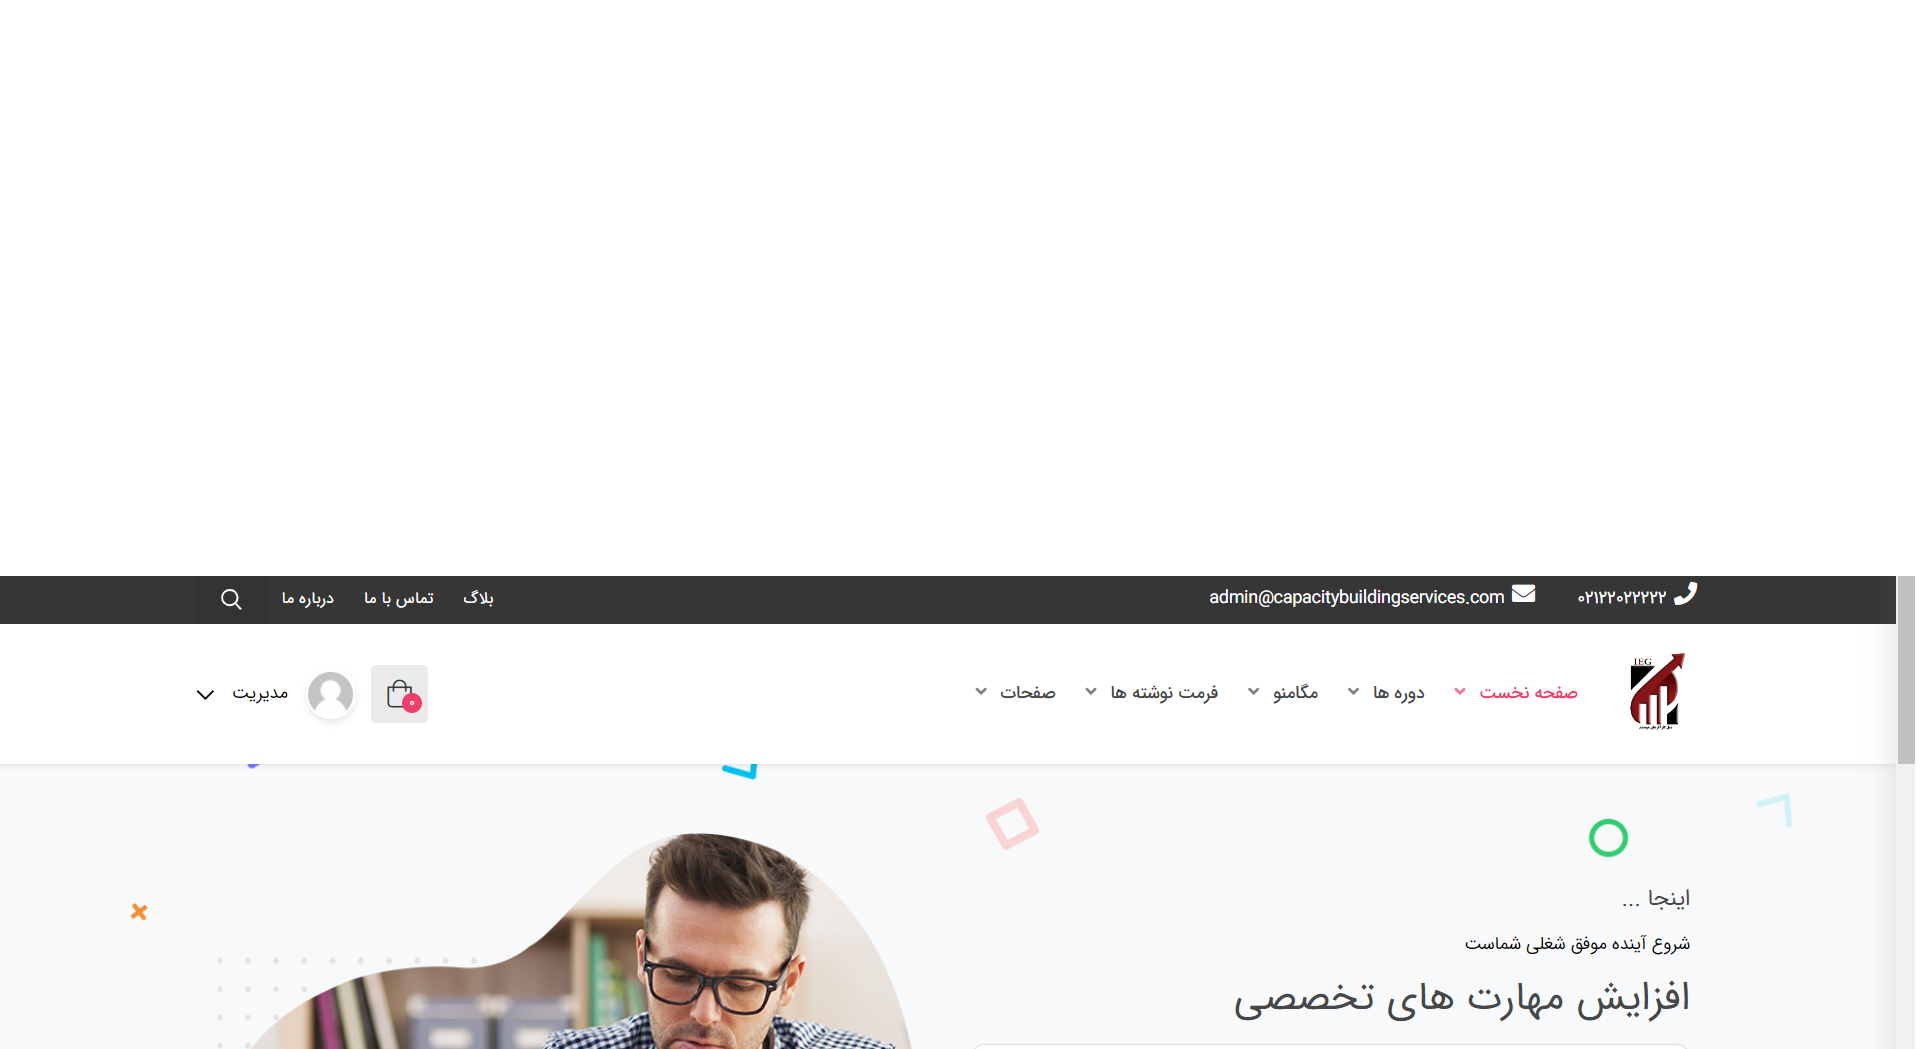 ۰۲۱۲۲۰۲۲۲۲۲ admin@capacitybuildingservices.com بلاگ تماس با ما درباره ما
IEG
صفحه نخست دوره ها مگامنو فرمت نوشته ها صفحات ۰ مدیریت
اینجا ...
شروع آینده موفق شغلی شماست
افزایش مهارت های تخصصی